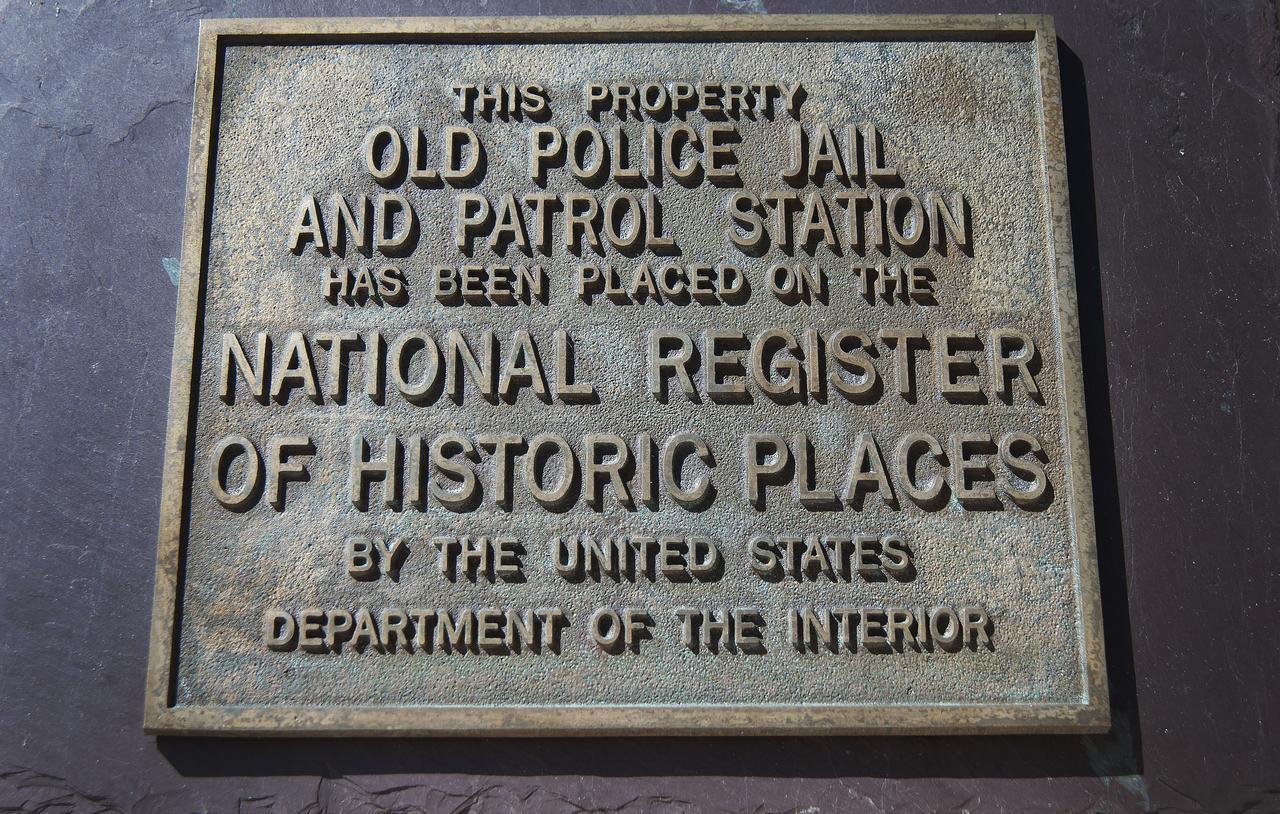 THIS PROPERTY
OLD POLICE JAIL
AND PATROL STATION
HAS BEEN PLACED ON THE
NATIONAL REGISTER
OF HISTORIC PLACES
BY THE UNITED STATES
DEPARTMENT OF THE INTERIOR